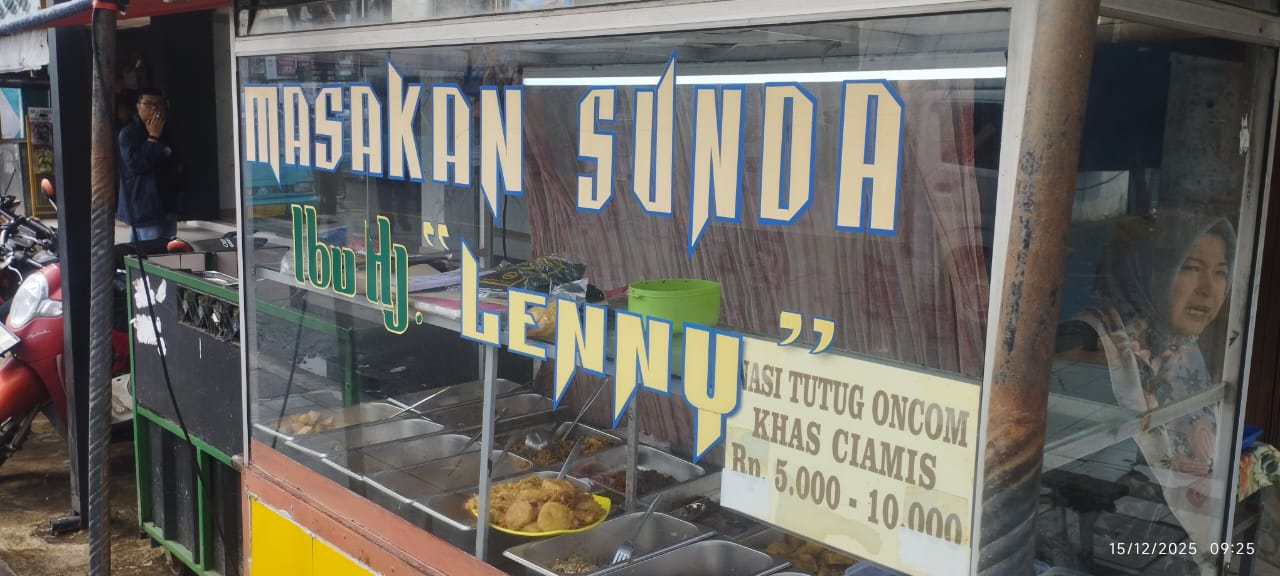 MASAKAN SUNDA
Ibu Hj. “LENNY”
NASI TUTUG ONCOM
KHAS CIAMIS
Rp. 5.000 - 10.000
15/12/2025 09:25